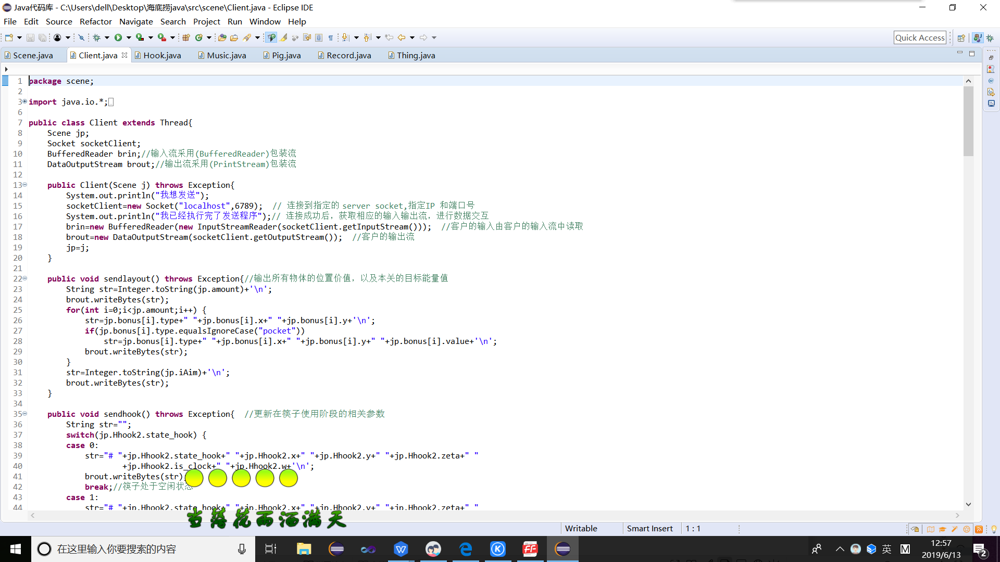 Java代码库 - C:\Users\dell\Desktop\海底捞java\src\scene\Client.java - Eclipse IDE
File Edit Source Refactor Navigate Search Project Run Window Help
Quick Access
Scene.java Client.java Hook.java Music.java Pig.java Record.java Thing.java
1 package scene;
2
3 import java.io.*;
6
7 public class Client extends Thread{
8 Scene jp;
9 Socket socketClient;
10 BufferedReader brin;//输入流采用(BufferedReader)包装流
11 DataOutputStream brout;//输出流采用(PrintStream)包装流
12
13 public Client(Scene j) throws Exception{
14 System.out.println("我想发送");
15 socketClient=new Socket("localhost",6789);  // 连接到指定的 server socket,指定IP 和端口号
16 System.out.println("我已经执行完了发送程序");// 连接成功后，获取相应的输入输出流，进行数据交互
17 brin=new BufferedReader(new InputStreamReader(socketClient.getInputStream()));  //客户的输入由客户的输入流中读取
18 brout=new DataOutputStream(socketClient.getOutputStream());  //客户的输出流
19 jp=j;
20 }
21
22 public void sendlayout() throws Exception{//输出所有物体的位置价值，以及本关的目标能量值
23 String str=Integer.toString(jp.amount)+'\n';
24 brout.writeBytes(str);
25 for(int i=0;i<jp.amount;i++) {
26 str=jp.bonus[i].type+" "+jp.bonus[i].x+" "+jp.bonus[i].y+'\n';
27 if(jp.bonus[i].type.equalsIgnoreCase("pocket"))
28 str=jp.bonus[i].type+" "+jp.bonus[i].x+" "+jp.bonus[i].y+" "+jp.bonus[i].value+'\n';
29 brout.writeBytes(str);
30 }
31 str=Integer.toString(jp.iAim)+'\n';
32 brout.writeBytes(str);
33 }
34
35 public void sendhook() throws Exception{  //更新在筷子使用阶段的相关参数
36 String str="";
37 switch(jp.Hhook2.state_hook) {
38 case 0:
39 str="# "+jp.Hhook2.state_hook+" "+jp.Hhook2.x+" "+jp.Hhook2.y+" "+jp.Hhook2.zeta+" "
40 +jp.Hhook2.is_clock+" "+jp.Hhook2.w+'\n';
41 brout.writeBytes(str)
42 break;//筷子处于空闲状态
43 case 1:
44 str="# "+jp.Hhook2.state_hook+" "+jp.Hhook2.x+" "+jp.Hhook2.y+" "+jp.Hhook2.zeta+" "
当落花雨洒满天
Writable Smart Insert 1 : 1
在这里输入你要搜索的内容
英 M 12:57
2019/6/13 2